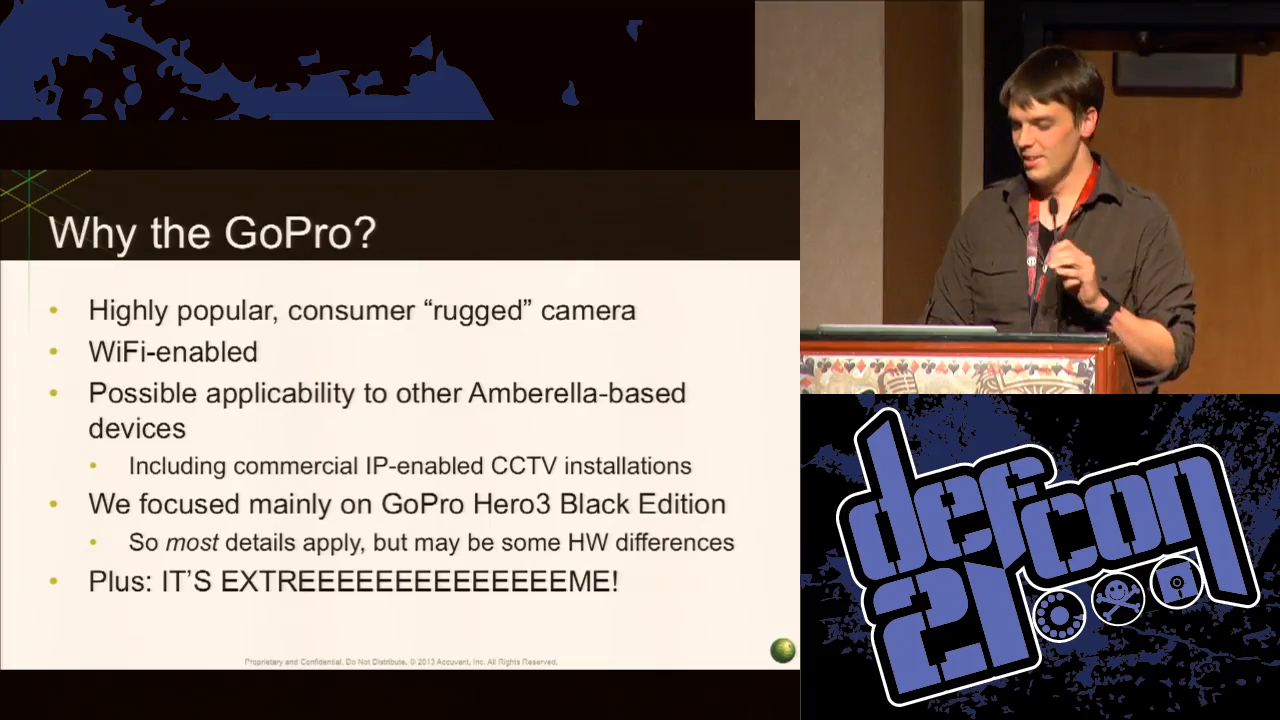 Why the GoPro?
• Highly popular, consumer “rugged” camera
• WiFi-enabled
• Possible applicability to other Amberella-based
devices
• Including commercial IP-enabled CCTV installations
• We focused mainly on GoPro Hero3 Black Edition
• So most details apply, but may be some HW differences
• Plus: IT’S EXTREEEEEEEEEEEEEEME!
Proprietary and Confidential. Do Not Distribute. © 2013 Accuvant, Inc. All Rights Reserved.
defcon
21